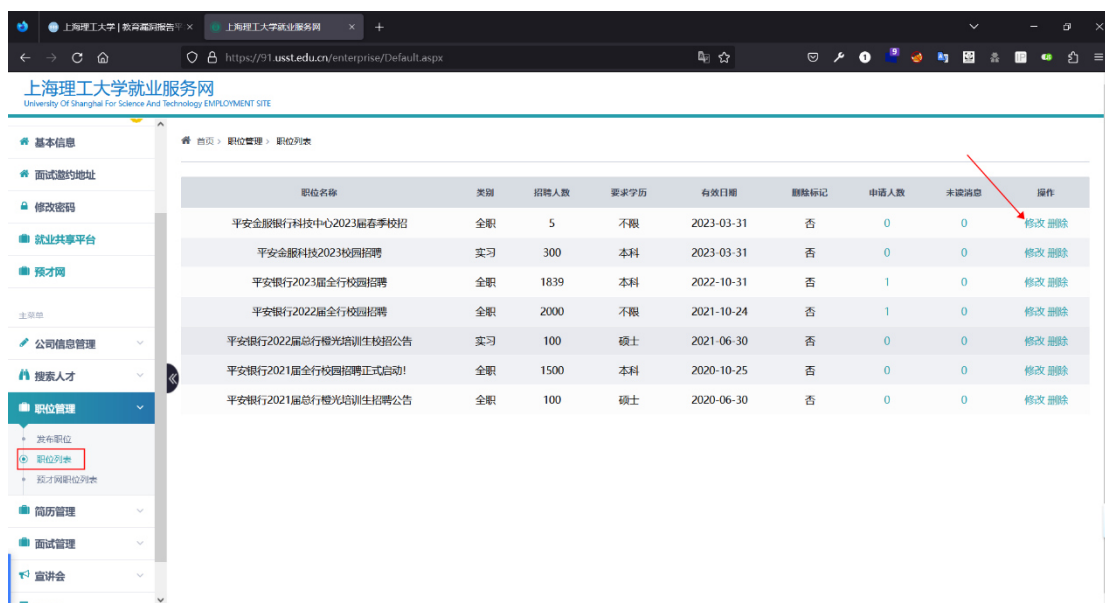 上海理工大学 | 教育漏洞报告平
上海理工大学就业服务网
https://91.usst.edu.cn/enterprise/Default.aspx
9
上海理工大学就业服务网
University Of Shanghai For Science And Technology EMPLOYMENT SITE
基本信息
面试邀约地址
修改密码
就业共享平台
预才网
主菜单
公司信息管理
搜索人才
职位管理
发布职位
职位列表
预才网职位列表
简历管理
面试管理
宣讲会
首页 > 职位管理 > 职位列表
职位名称 类别 招聘人数 要求学历 有效日期 删除标记 申请人数 未读消息 操作
平安金服银行科技中心2023届春季校招 全职 5 不限 2023-03-31 否 0 0 修改 删除
平安金服科技2023校园招聘 实习 300 本科 2023-03-31 否 0 0 修改 删除
平安银行2023届全行校园招聘 全职 1839 本科 2022-10-31 否 1 0 修改 删除
平安银行2022届全行校园招聘 全职 2000 不限 2021-10-24 否 1 0 修改 删除
平安银行2022届总行橙光培训生校招公告 实习 100 硕士 2021-06-30 否 0 0 修改 删除
平安银行2021届全行校园招聘正式启动! 全职 1500 本科 2020-10-25 否 0 0 修改 删除
平安银行2021届总行橙光培训生招聘公告 全职 100 硕士 2020-06-30 否 0 0 修改 删除